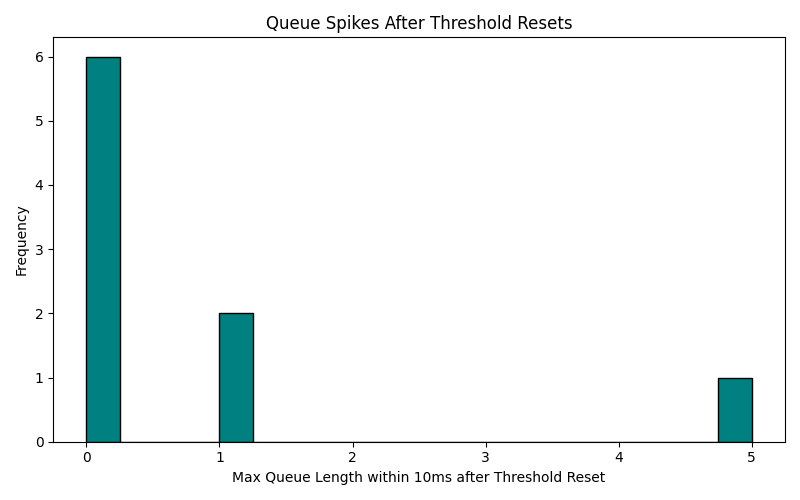 Queue Spikes After Threshold Resets
6
5
4
3
2
1
0
Frequency
0 1 2 3 4 5
Max Queue Length within 10ms after Threshold Reset